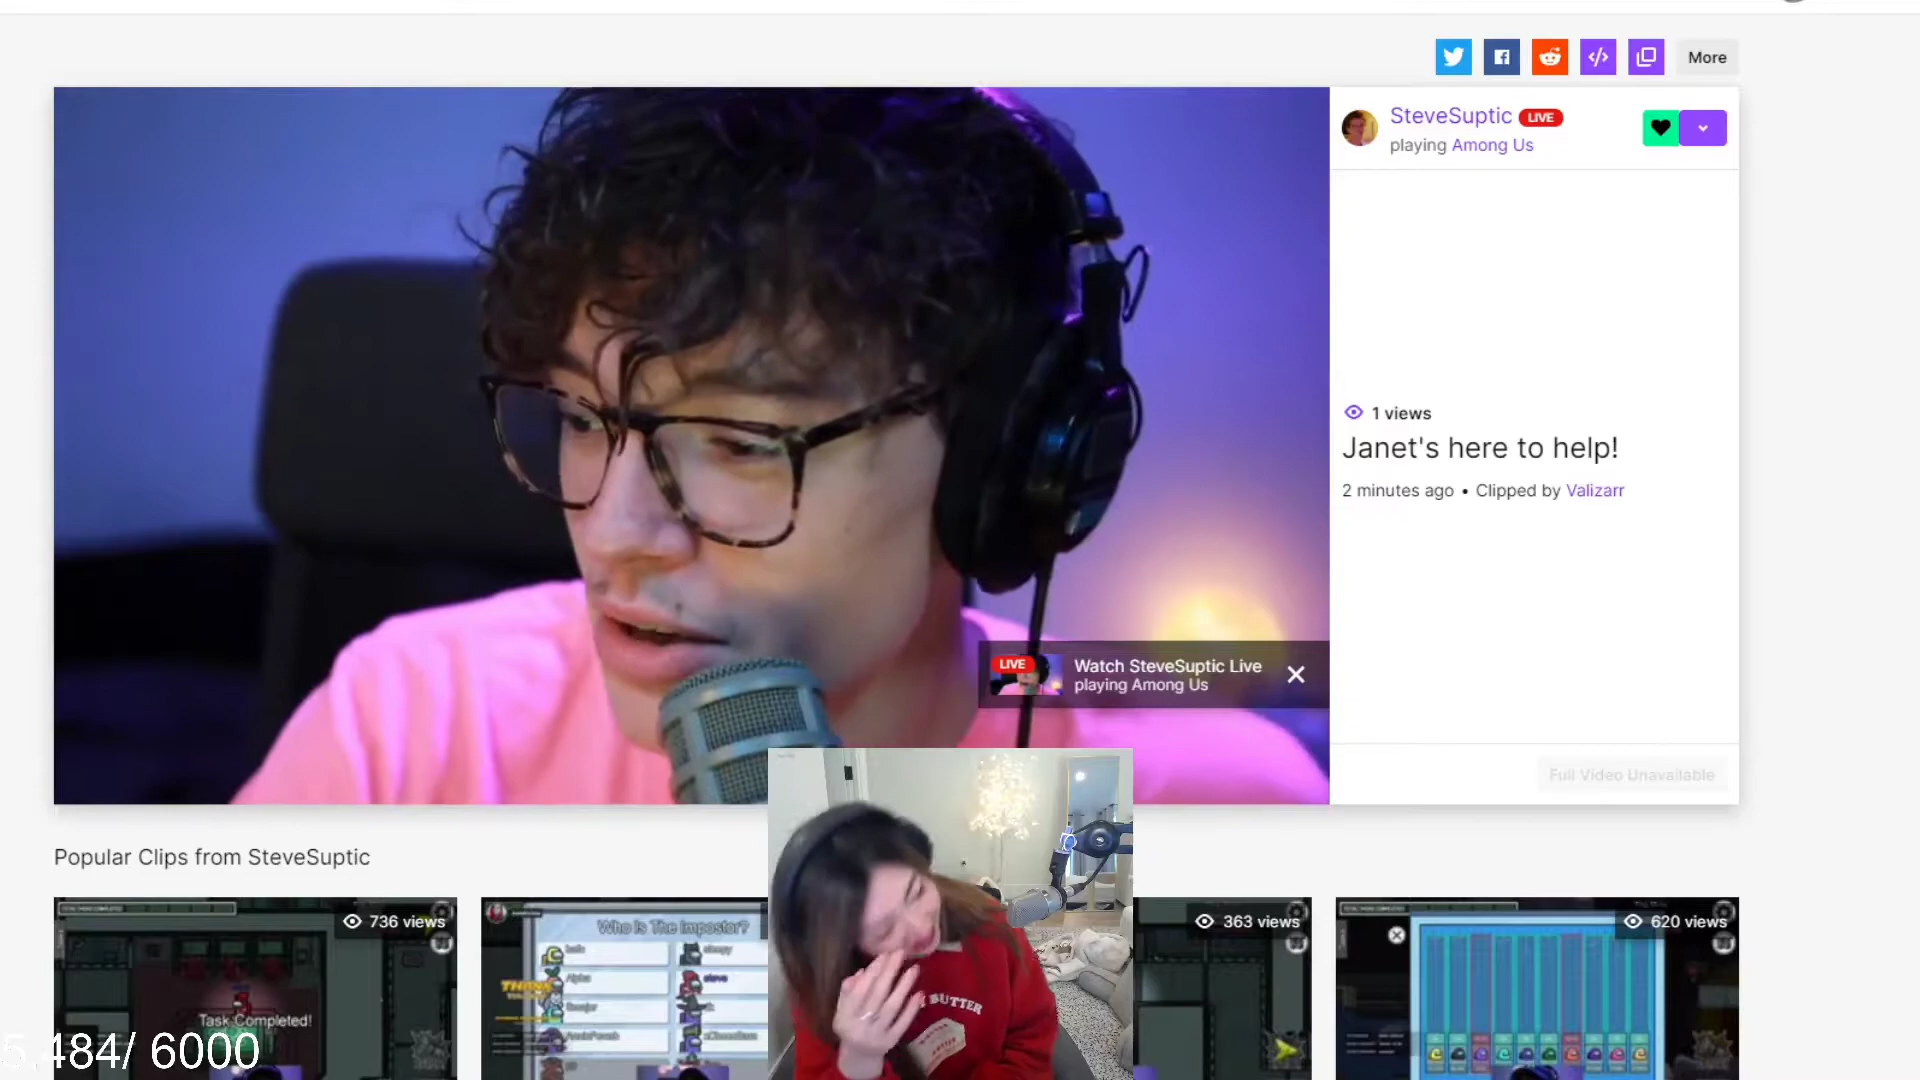 More
SteveSuptic LIVE
playing Among Us
1 views
Janet's here to help!
2 minutes ago • Clipped by Valizarr
LIVE
Watch SteveSuptic Live
playing Among Us
Full Video Unavailable
Popular Clips from SteveSuptic
736 views
Who Is The Impostor?
363 views
620 views
steve
BUTTER
Task Completed!
5,484/ 6000